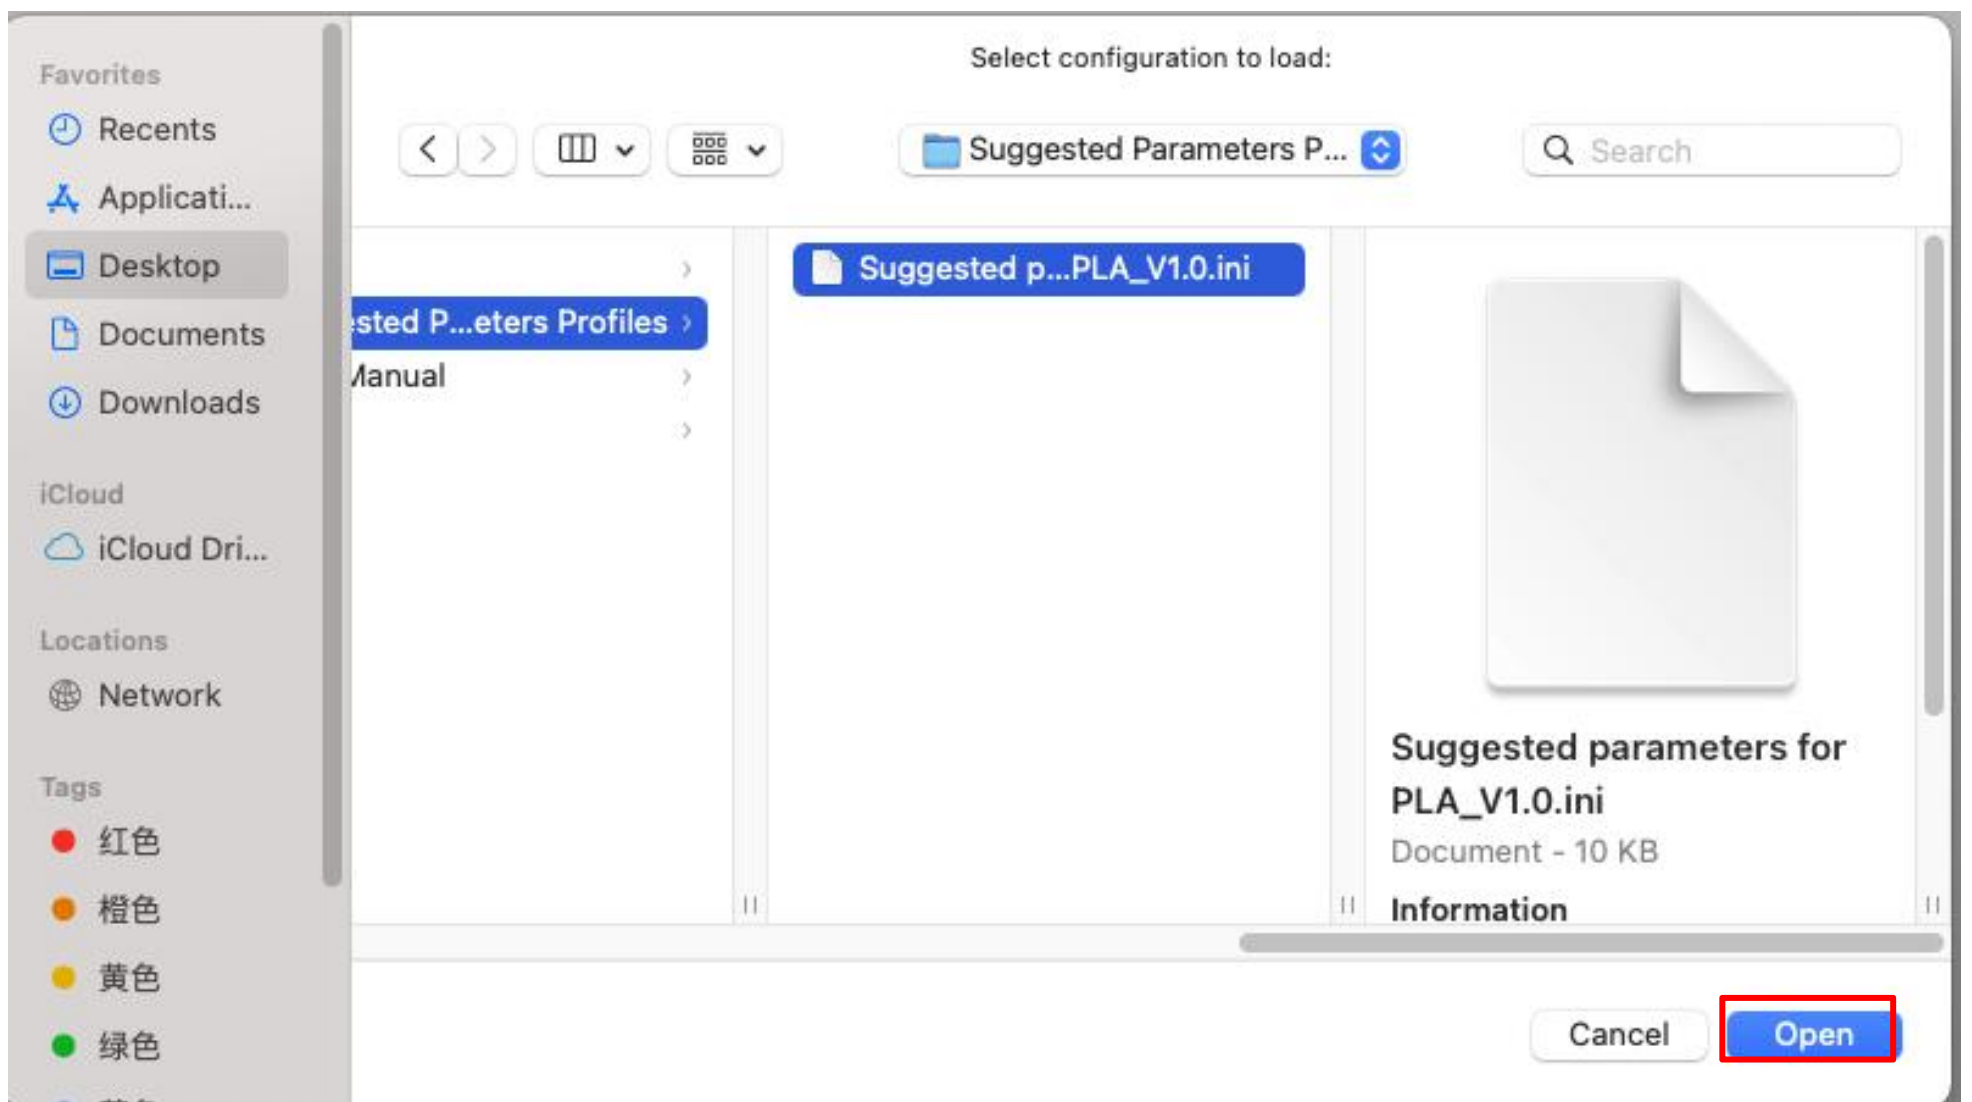 Select configuration to load:
Favorites
Recents
Applicati...
Desktop
Documents
Downloads
iCloud
iCloud Dri...
Locations
Network
Tags
红色
橙色
黄色
绿色
Suggested Parameters P...
Search
sted P...eters Profiles
Manual
Suggested p...PLA_V1.0.ini
Suggested parameters for
PLA_V1.0.ini
Document - 10 KB
Information
Cancel
Open